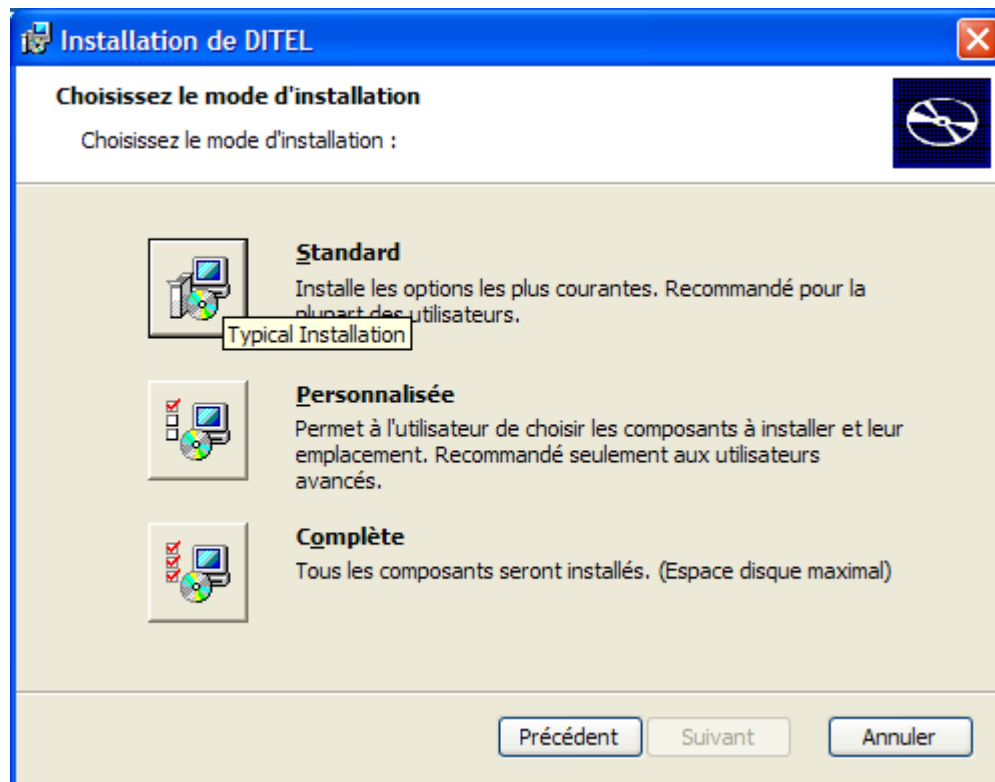 Installation de DITEL
Choisissez le mode d'installation
Choisissez le mode d'installation :
Standard
Installe les options les plus courantes. Recommandé pour la
plupart des utilisateurs.
Typical Installation
Personnalisée
Permet à l'utilisateur de choisir les composants à installer et leur
emplacement. Recommandé seulement aux utilisateurs
avancés.
Complète
Tous les composants seront installés. (Espace disque maximal)
Précédent Suivant Annuler